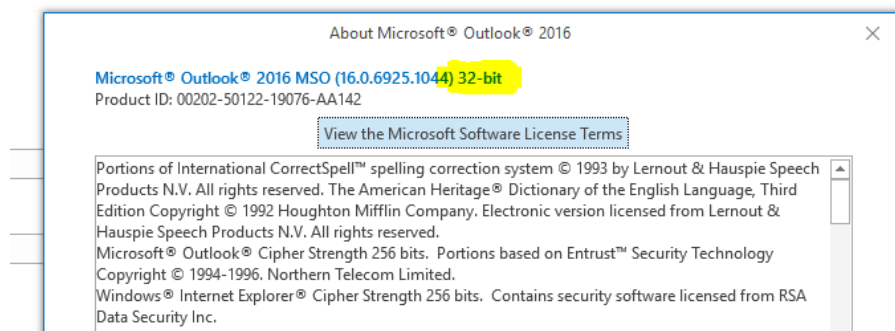 About Microsoft® Outlook® 2016
Microsoft® Outlook® 2016 MSO (16.0.6925.1044) 32-bit
Product ID: 00202-50122-19076-AA142
View the Microsoft Software License Terms
Portions of International CorrectSpell™ spelling correction system © 1993 by Lernout & Hauspie Speech
Products N.V. All rights reserved. The American Heritage® Dictionary of the English Language, Third
Edition Copyright © 1992 Houghton Mifflin Company. Electronic version licensed from Lernout &
Hauspie Speech Products N.V. All rights reserved.
Microsoft® Outlook® Cipher Strength 256 bits.  Portions based on Entrust™ Security Technology
Copyright © 1994-1996. Northern Telecom Limited.
Windows® Internet Explorer® Cipher Strength 256 bits.  Contains security software licensed from RSA
Data Security Inc.